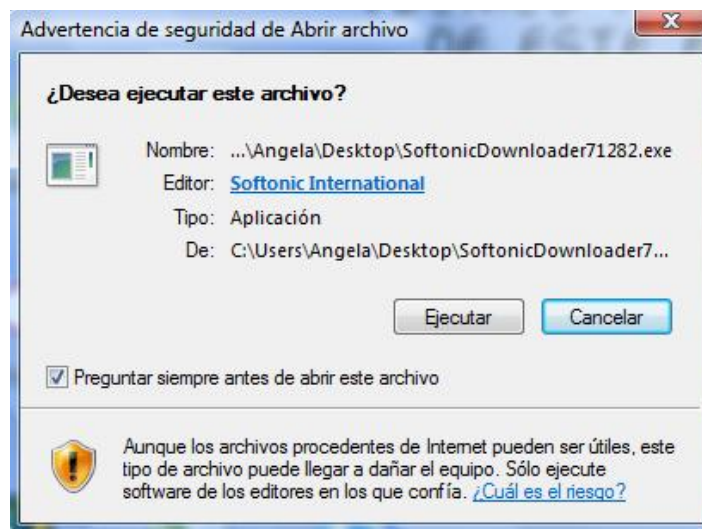 Advertencia de seguridad de Abrir archivo
¿Desea ejecutar este archivo?
Nombre: ...\Angela\Desktop\SoftonicDownloader71282.exe
Editor: Softonic International
Tipo: Aplicación
De: C:\Users\Angela\Desktop\SoftonicDownloader7...
Ejecutar Cancelar
Preguntar siempre antes de abrir este archivo
Aunque los archivos procedentes de Internet pueden ser útiles, este
tipo de archivo puede llegar a dañar el equipo. Sólo ejecute
software de los editores en los que confía. ¿Cuál es el riesgo?